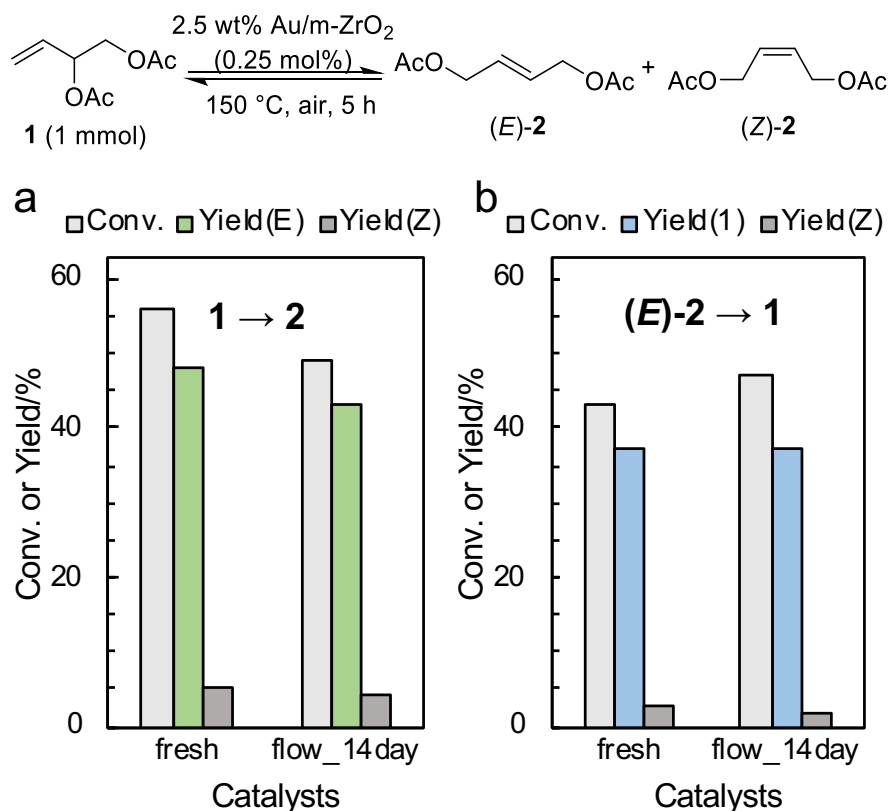 2.5 wt% Au/m-ZrO2
(0.25 mol%)
150 °C, air, 5 h
OAc
OAc
1 (1 mmol)
AcO
OAc
(E)-2
+
AcO
OAc
(Z)-2
a
Conv. Yield(E) Yield(Z)
1 → 2
Conv. or Yield/%
60
40
20
0
fresh flow_14day
Catalysts
b
Conv. Yield(1) Yield(Z)
(E)-2 → 1
Conv. or Yield/%
60
40
20
0
fresh flow_14day
Catalysts